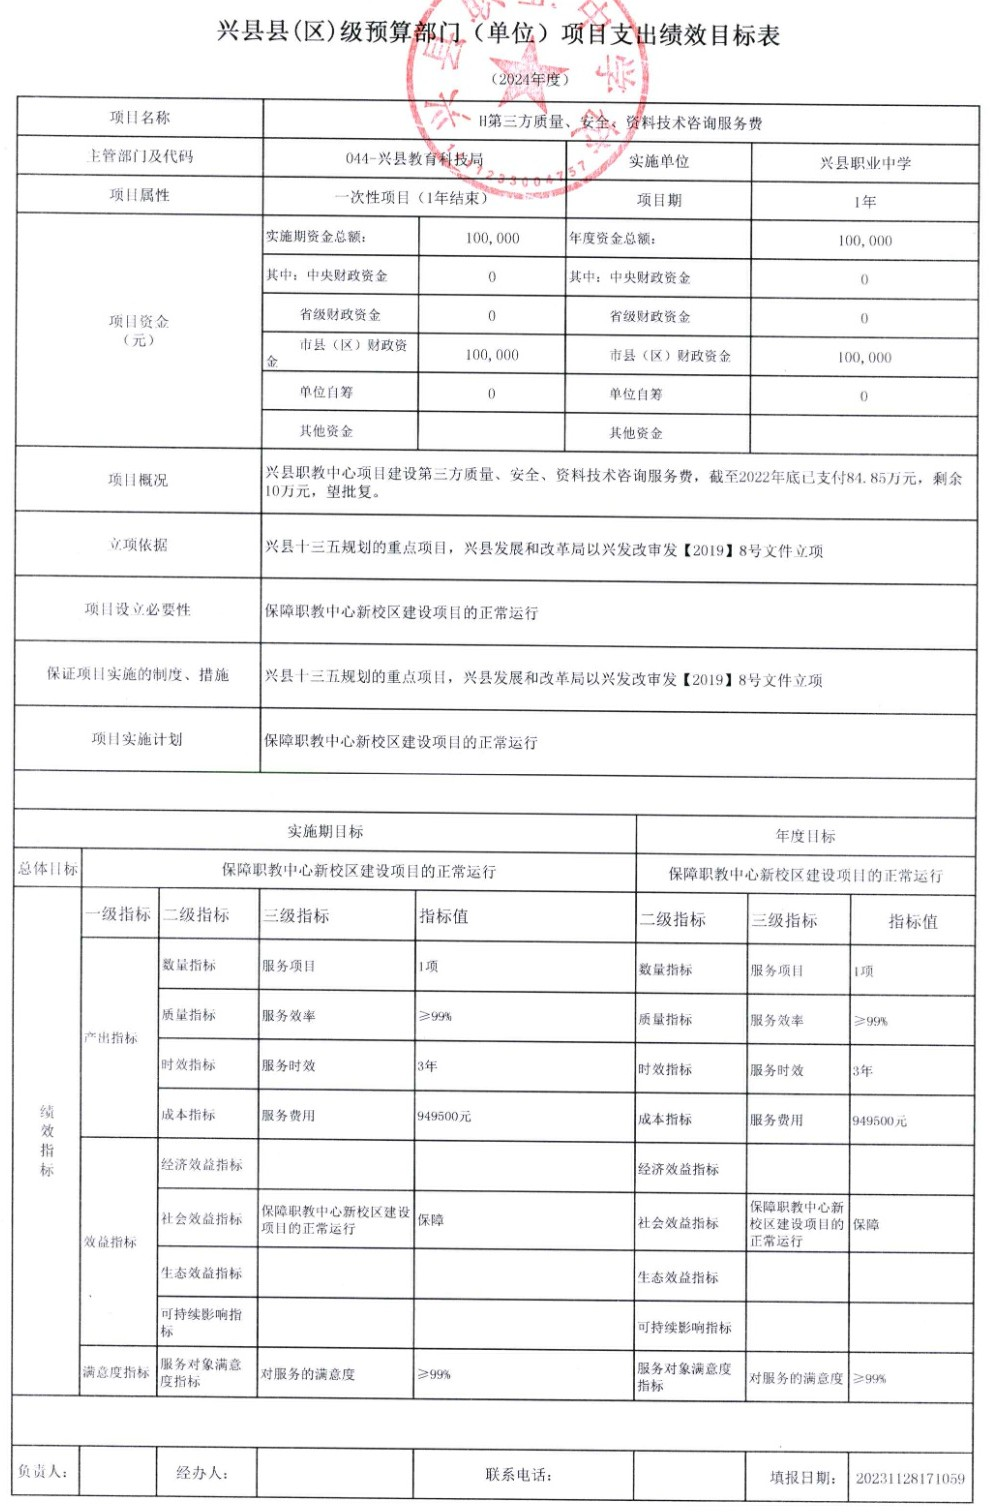 兴县县(区)级预算部门（单位）项目支出绩效目标表
（2024年度）
项目名称 H第三方质量、安全、资料技术咨询服务费
主管部门及代码 044-兴县教育科技局 实施单位 兴县职业中学
项目属性 一次性项目（1年结束） 项目期 1年
项目资金
（元）
实施期资金总额： 100,000 年度资金总额： 100,000
其中：中央财政资金 0 其中：中央财政资金 0
省级财政资金 0 省级财政资金 0
市县（区）财政资
金 100,000 市县（区）财政资金 100,000
单位自筹 0 单位自筹 0
其他资金 其他资金
项目概况 兴县职教中心项目建设第三方质量、安全、资料技术咨询服务费，截至2022年底已支付84.85万元，剩余
10万元，望批复。
立项依据 兴县十三五规划的重点项目，兴县发展和改革局以兴发改审发【2019】8号文件立项
项目设立必要性 保障职教中心新校区建设项目的正常运行
保证项目实施的制度、措施 兴县十三五规划的重点项目，兴县发展和改革局以兴发改审发【2019】8号文件立项
项目实施计划 保障职教中心新校区建设项目的正常运行
实施期目标 年度目标
总体目标 保障职教中心新校区建设项目的正常运行 保障职教中心新校区建设项目的正常运行
绩效指标
一级指标 二级指标 三级指标 指标值 二级指标 三级指标 指标值
产出指标
数量指标 服务项目 1项 数量指标 服务项目 1项
质量指标 服务效率 ≥99% 质量指标 服务效率 ≥99%
时效指标 服务时效 3年 时效指标 服务时效 3年
成本指标 服务费用 949500元 成本指标 服务费用 949500元
效益指标
经济效益指标 经济效益指标
社会效益指标 保障职教中心新校区建设
项目的正常运行 保障 社会效益指标 保障职教中心新
校区建设项目的
正常运行 保障
生态效益指标 生态效益指标
可持续影响指
标 可持续影响指标
满意度指标 服务对象满意
度指标 对服务的满意度 ≥99% 服务对象满意度
指标 对服务的满意度 ≥99%
负责人： 经办人： 联系电话： 填报日期： 20231128171059